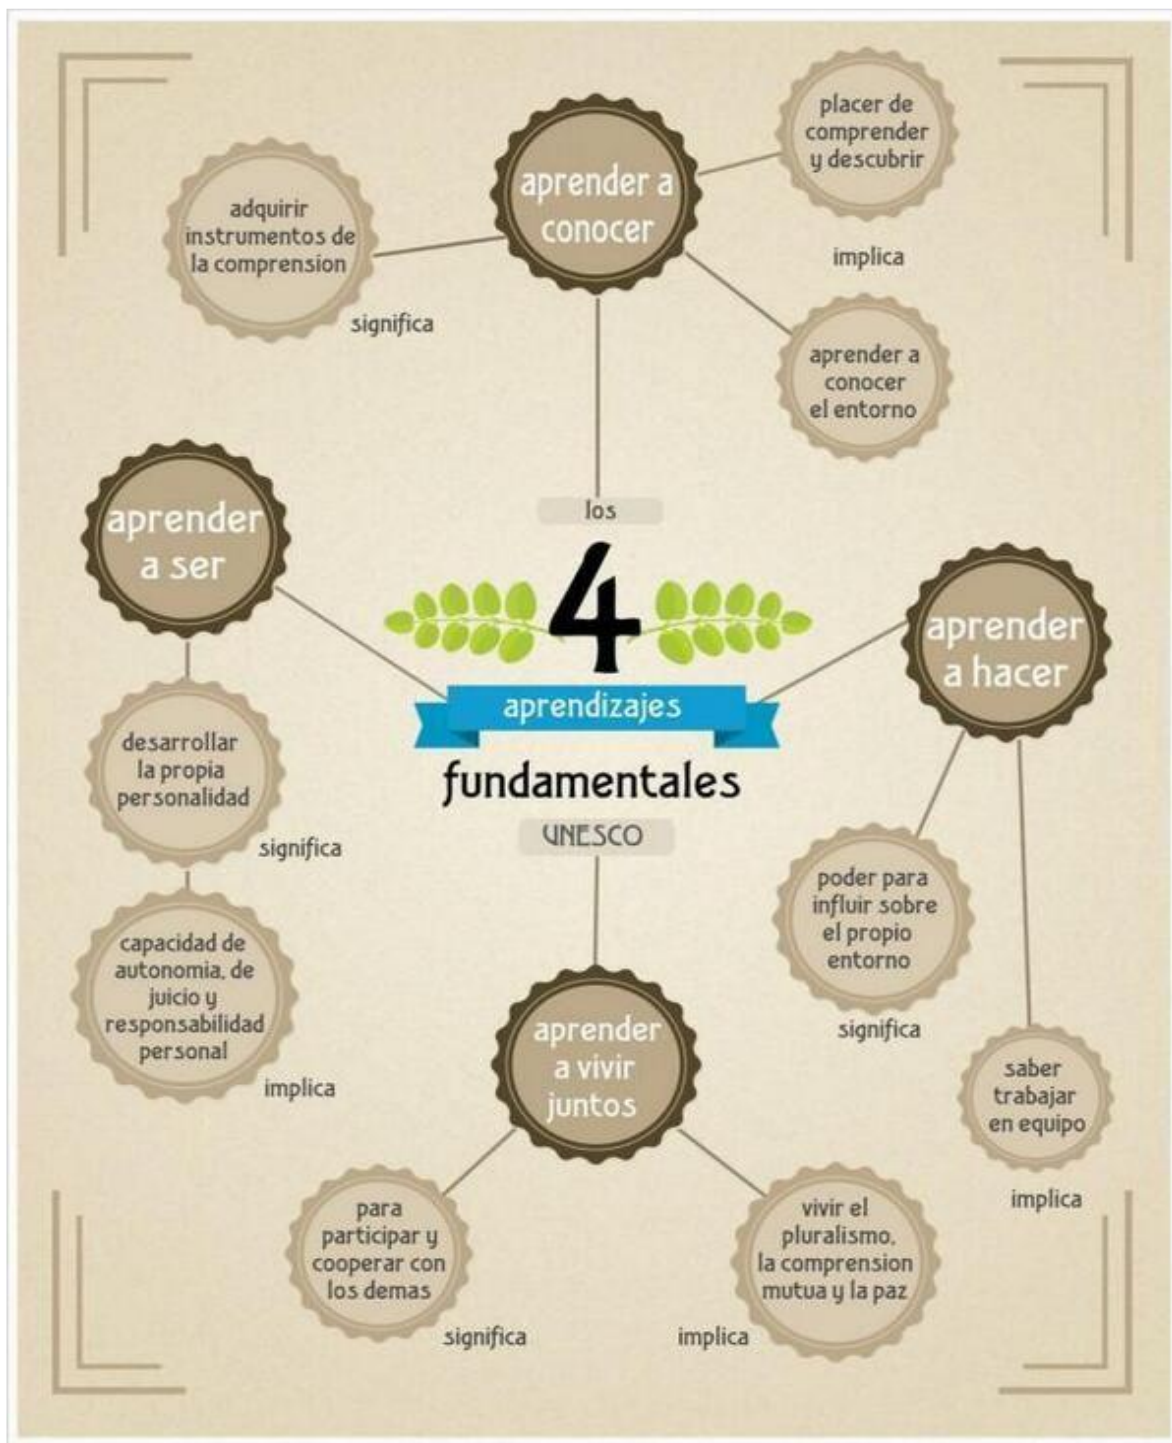 aprender a
conocer
placer de
comprender
y descubrir
implica
aprender a
conocer
el entorno
adquirir
instrumentos de
la comprension
significa
los
4
aprendizajes
fundamentales
UNESCO
aprender
a ser
desarrollar
la propia
personalidad
significa
capacidad de
autonomia, de
juicio y
responsabilidad
personal
implica
aprender
a hacer
poder para
influir sobre
el propio
entorno
significa
saber
trabajar
en equipo
implica
aprender
a vivir
juntos
para
participar y
cooperar con
los demas
significa
vivir el
pluralismo,
la comprension
mutua y la paz
implica